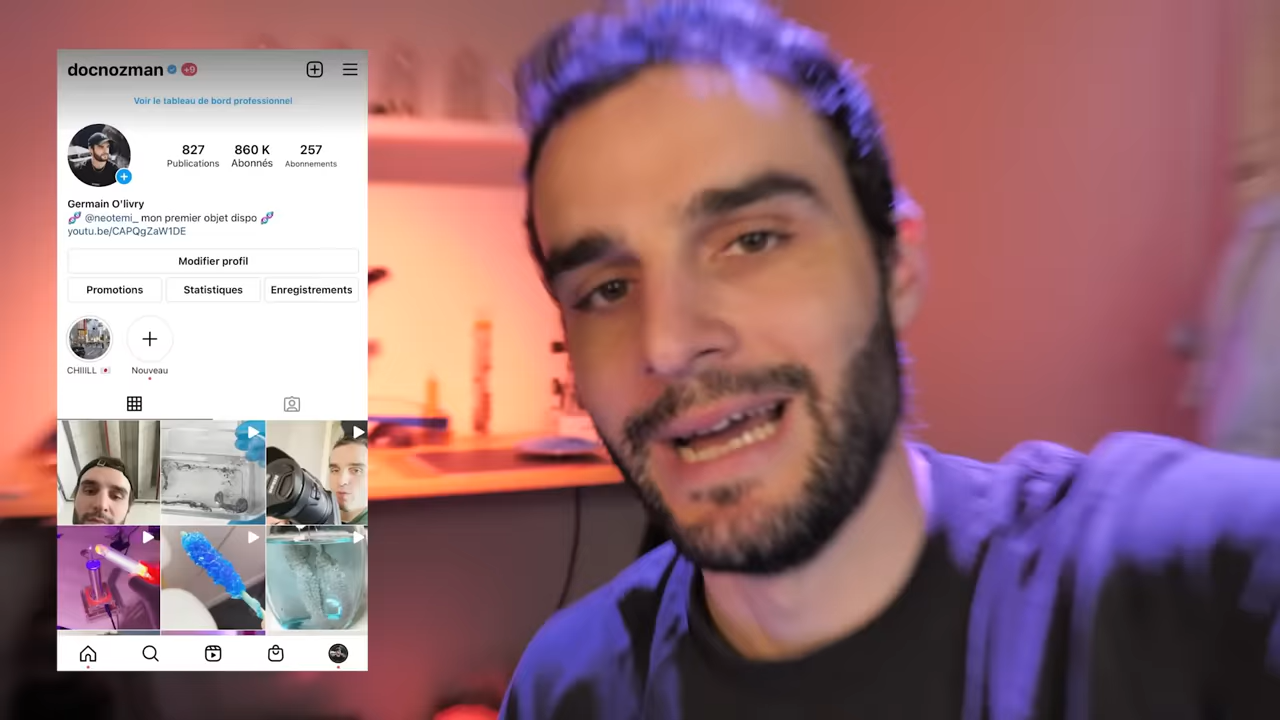 docnozman +9
Voir le tableau de bord professionnel
827 860 K 257
Publications Abonnés Abonnements
Germain O'livry
🧬 @neotemi_ mon premier objet dispo 🧬
youtu.be/CAPQgZaW1DE
Modifier profil
Promotions Statistiques Enregistrements
CHIIILL 🇯🇵 Nouveau